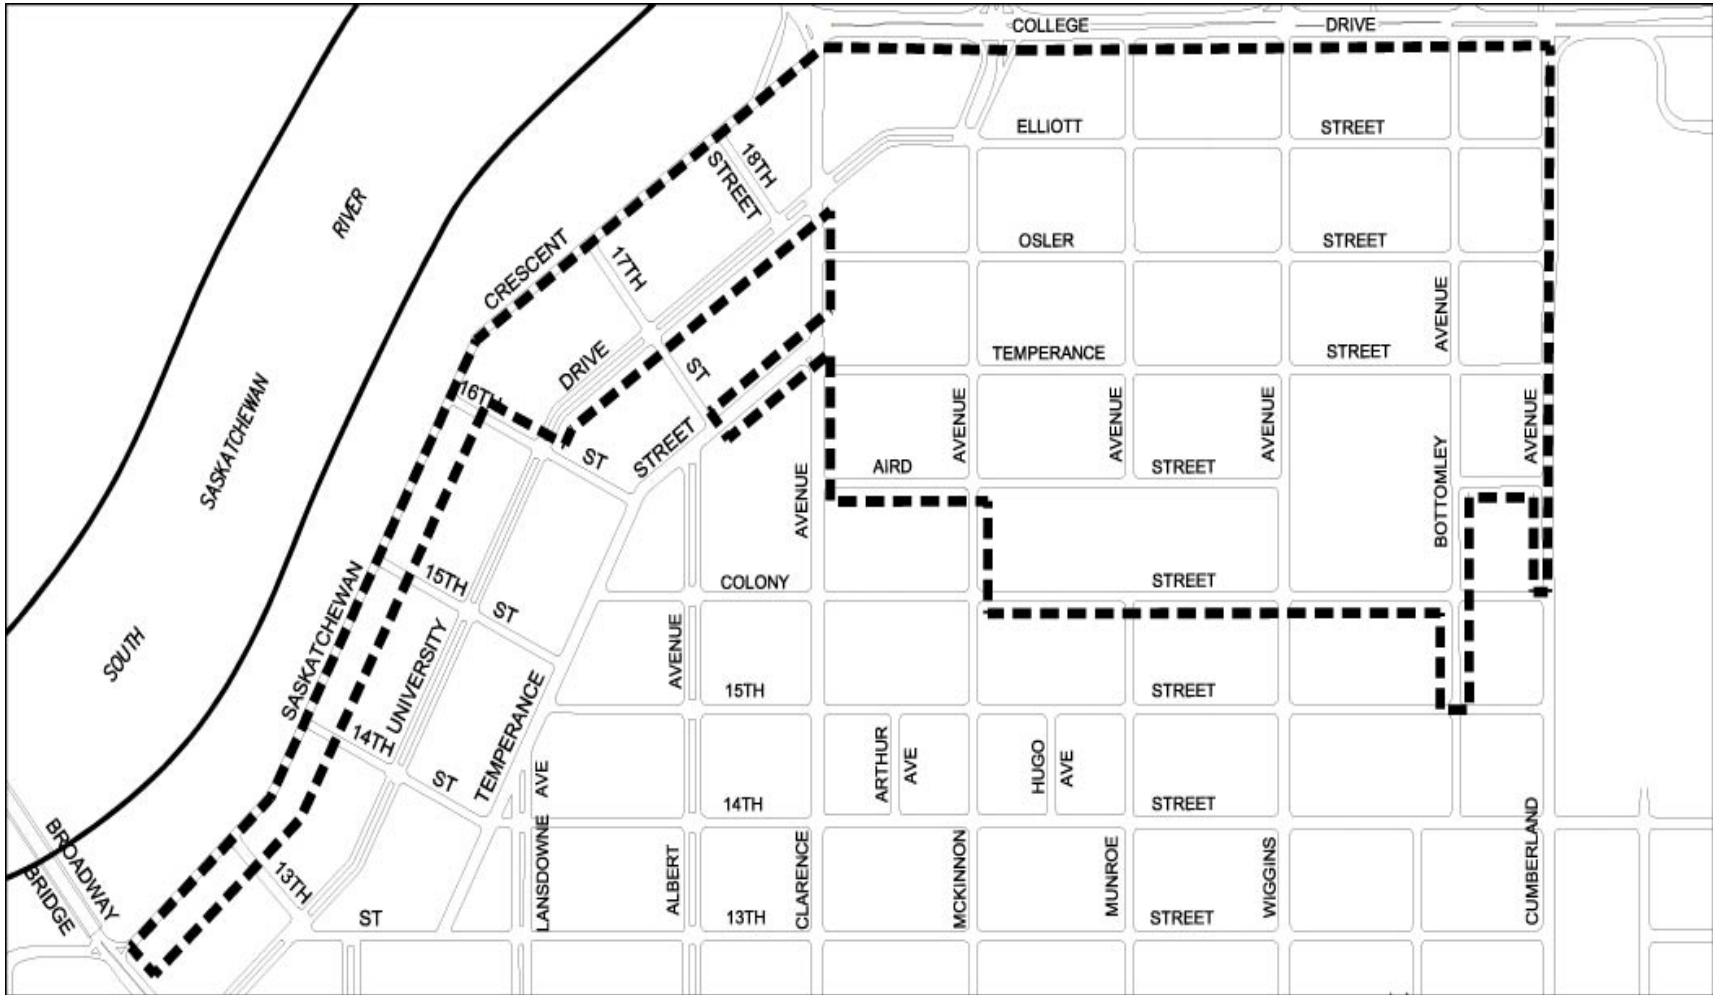 COLLEGE DRIVE
ELLIOTT STREET
18TH STREET
RIVER
OSLER STREET
CRESCENT
17TH ST
AVENUE
TEMPERANCE STREET
DRIVE
16TH ST
SASKATCHEWAN
STREET
AVENUE
AVENUE
AVENUE
AVENUE
AIRD STREET
BOTTOMLEY
AVENUE
15TH ST
COLONY STREET
SOUTH
SASKATCHEWAN
UNIVERSITY
AVENUE
15TH STREET
14TH ST
TEMPERANCE
AVE
ARTHUR AVE
HUGO AVE
14TH STREET
BROADWAY BRIDGE
13TH ST
LANSDOWNE
ALBERT
CLARENCE
MCKINNON
MUNROE
WIGGINS
CUMBERLAND
13TH STREET